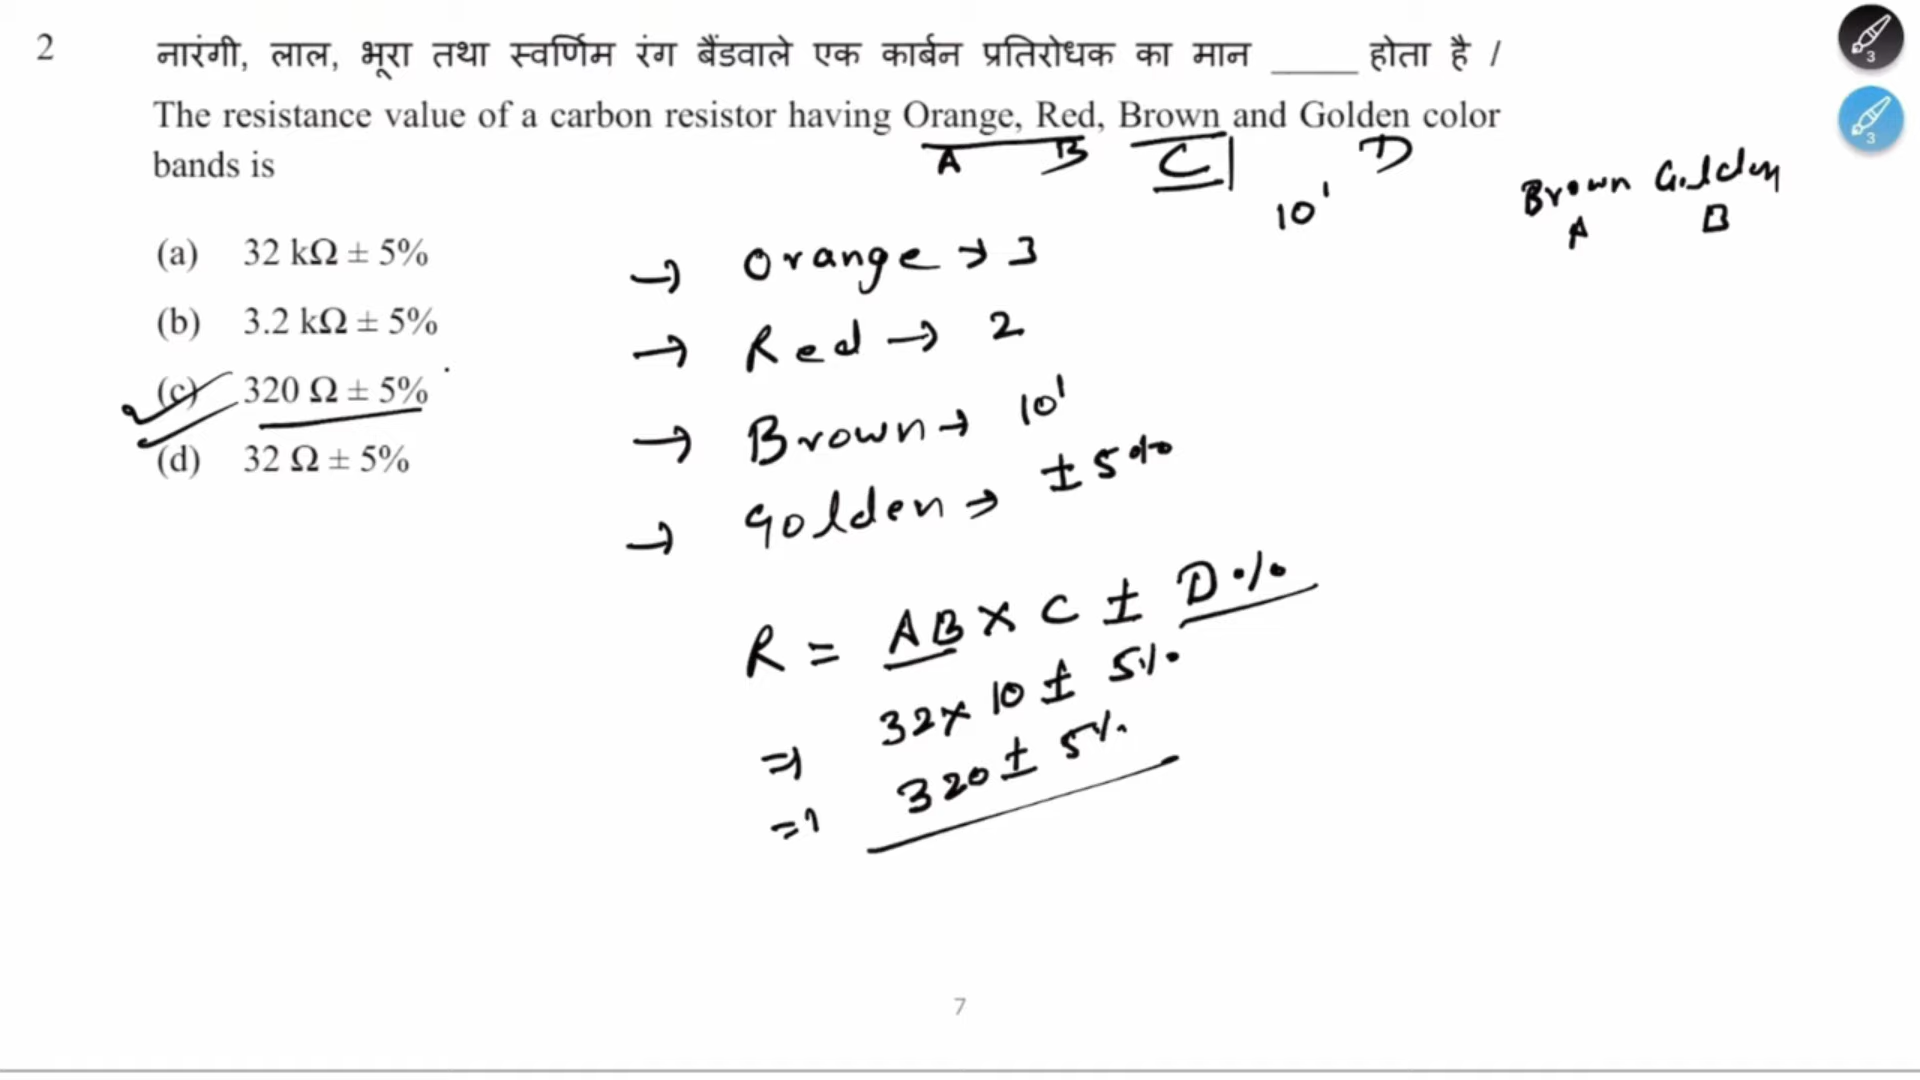 2 नारंगी, लाल, भूरा तथा स्वर्णिम रंग बैंडवाले एक कार्बन प्रतिरोधक का मान _____ होता है /
The resistance value of a carbon resistor having Orange, Red, Brown and Golden color
bands is
A B C D
10¹
Brown Golden
A B
(a) 32 kΩ ± 5%
(b) 3.2 kΩ ± 5%
(c) 320 Ω ± 5%
(d) 32 Ω ± 5%
→ Orange → 3
→ Red → 2
→ Brown → 10¹
→ Golden → ± 5%
R = AB × C ± D%
⇒ 32 × 10 ± 5%
⇒ 320 ± 5%
7
3
3